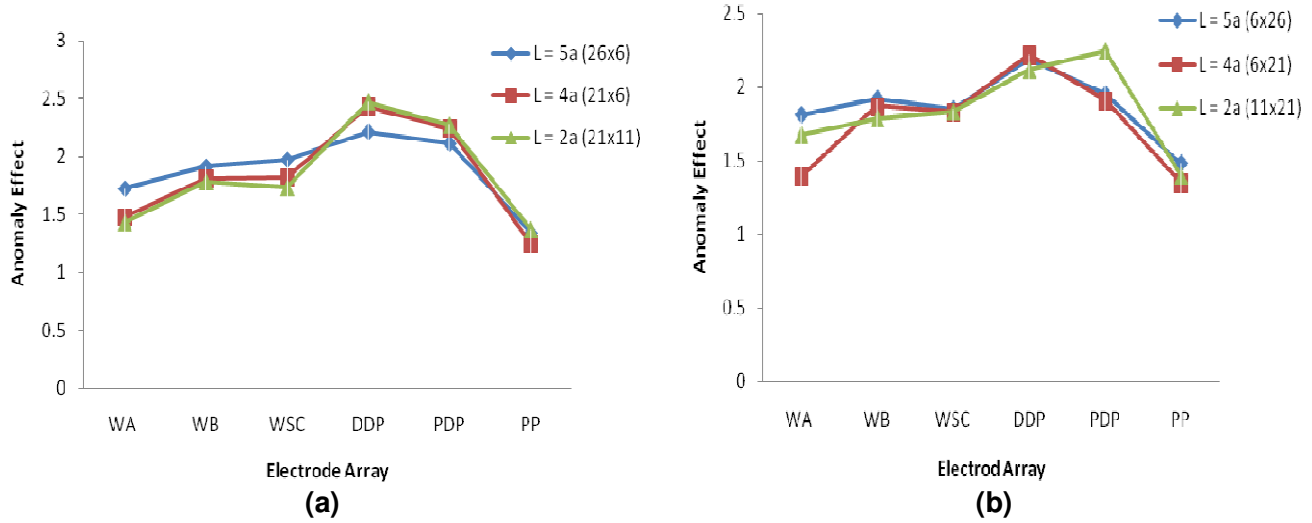 3
2.5
2
1.5
1
0.5
0
Anomaly Effect
L = 5a (26x6)
L = 4a (21x6)
L = 2a (21x11)
WA WB WSC DDP PDP PP
Electrode Array
(a)
2.5
2
1.5
1
0.5
0
Anomaly Effect
L = 5a (6x26)
L = 4a (6x21)
L = 2a (11x21)
WA WB WSC DDP PDP PP
Electrod Array
(b)